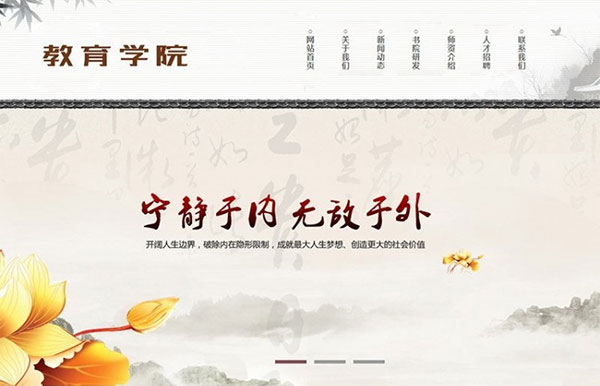 教育学院
网站首页
关于我们
新闻动态
书院研发
师资介绍
人才招聘
联系我们
宁静于内 无敌于外
开阔人生边界，破除内在隐形限制，成就最大人生梦想、创造更大的社会价值